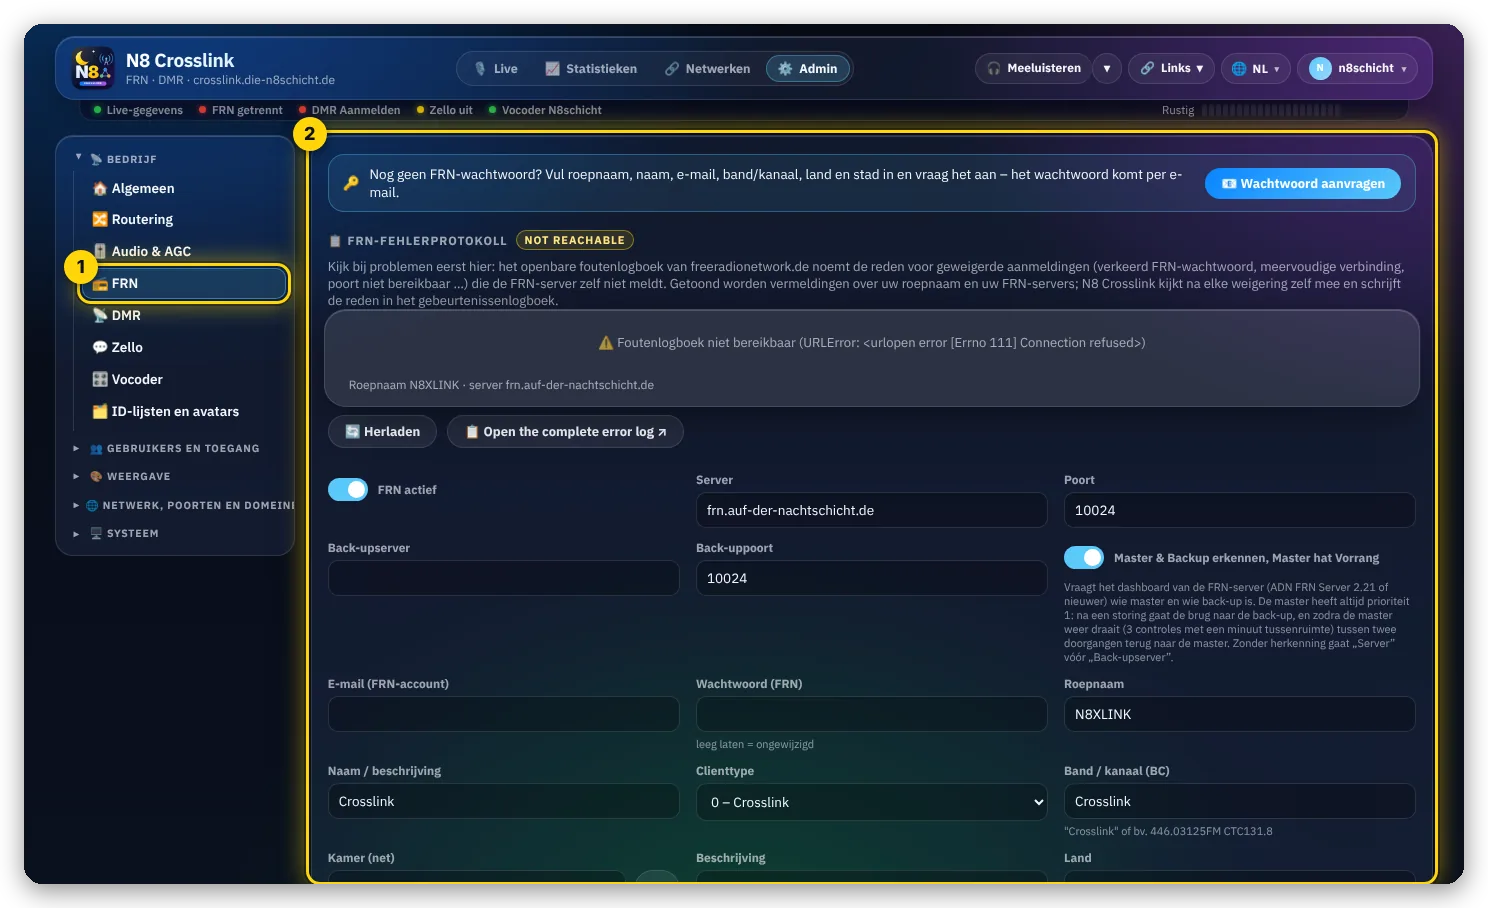 N8 Crosslink
FRN · DMR · crosslink.die-n8schicht.de
Live
Statistieken
Netwerken
Admin
Meeluisteren
Links
NL
N
n8schicht
Live-gegevens
FRN getrennt
DMR Aanmelden
Zello uit
Vocoder N8schicht
Rustig
BEDRIJF
Algemeen
Routering
Audio & AGC
1
FRN
DMR
Zello
Vocoder
ID-lijsten en avatars
GEBRUIKERS EN TOEGANG
WEERGAVE
NETWERK, POORTEN EN DOMEIN
SYSTEEM
2
Nog geen FRN-wachtwoord? Vul roepnaam, naam, e-mail, band/kanaal, land en stad in en vraag het aan – het wachtwoord komt per e-
mail.
Wachtwoord aanvragen
FRN-FEHLERPROTOKOLL
NOT REACHABLE
Kijk bij problemen eerst hier: het openbare foutenlogboek van freeradionetwork.de noemt de reden voor geweigerde aanmeldingen (verkeerd FRN-wachtwoord, meervoudige verbinding,
poort niet bereikbaar ...) die de FRN-server zelf niet meldt. Getoond worden vermeldingen over uw roepnaam en uw FRN-servers; N8 Crosslink kijkt na elke weigering zelf mee en schrijft
de reden in het gebeurtenissenlogboek.
Foutenlogboek niet bereikbaar (URLError: <urlopen error [Errno 111] Connection refused>)
Roepnaam N8XLINK · server frn.auf-der-nachtschicht.de
Herladen
Open the complete error log ↗
FRN actief
Server
frn.auf-der-nachtschicht.de
Poort
10024
Back-upserver
Back-uppoort
10024
Master & Backup erkennen, Master hat Vorrang
Vraagt het dashboard van de FRN-server (ADN FRN Server 2.21 of
nieuwer) wie master en wie back-up is. De master heeft altijd prioriteit
1: na een storing gaat de brug naar de back-up, en zodra de master
weer draait (3 controles met een minuut tussenruimte) tussen twee
doorgangen terug naar de master. Zonder herkenning gaat „Server”
vóór „Back-upserver”.
E-mail (FRN-account)
Wachtwoord (FRN)
leeg laten = ongewijzigd
Roepnaam
N8XLINK
Naam / beschrijving
Crosslink
Clienttype
0 – Crosslink
Band / kanaal (BC)
Crosslink
"Crosslink" of bv. 446.03125FM CTC131.8
Kamer (net)
Beschrijving
Land